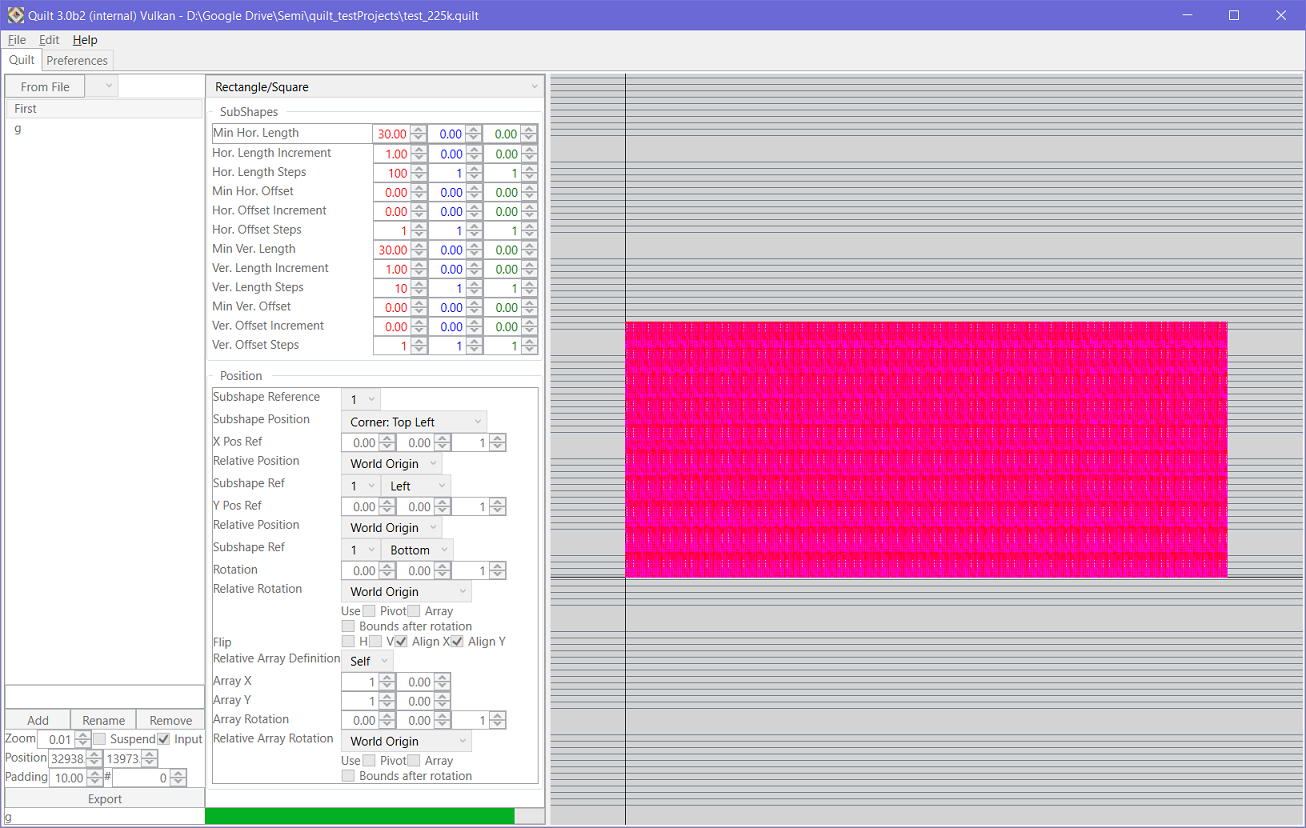 Quilt 3.0b2 (internal) Vulkan - D:\Google Drive\Semi\quilt_testProjects\test_225k.quilt
File Edit Help
Quilt Preferences
From File
First
g
Rectangle/Square
SubShapes
Min Hor. Length 30.00 0.00 0.00
Hor. Length Increment 1.00 0.00 0.00
Hor. Length Steps 100 1 1
Min Hor. Offset 0.00 0.00 0.00
Hor. Offset Increment 0.00 0.00 0.00
Hor. Offset Steps 1 1 1
Min Ver. Length 30.00 0.00 0.00
Ver. Length Increment 1.00 0.00 0.00
Ver. Length Steps 10 1 1
Min Ver. Offset 0.00 0.00 0.00
Ver. Offset Increment 0.00 0.00 0.00
Ver. Offset Steps 1 1 1
Position
Subshape Reference 1
Subshape Position Corner: Top Left
X Pos Ref 0.00 0.00 1
Relative Position World Origin
Subshape Ref 1 Left
Y Pos Ref 0.00 0.00 1
Relative Position World Origin
Subshape Ref 1 Bottom
Rotation 0.00 0.00 1
Relative Rotation World Origin
Use Pivot Array
Bounds after rotation
Flip H V Align X Align Y
Relative Array Definition Self
Array X 1 0.00
Array Y 1 0.00
Array Rotation 0.00 0.00 1
Relative Array Rotation World Origin
Use Pivot Array
Bounds after rotation
Add Rename Remove
Zoom 0.01 Suspend Input
Position 32938. 13973.
Padding 10.00 # 0
Export
g